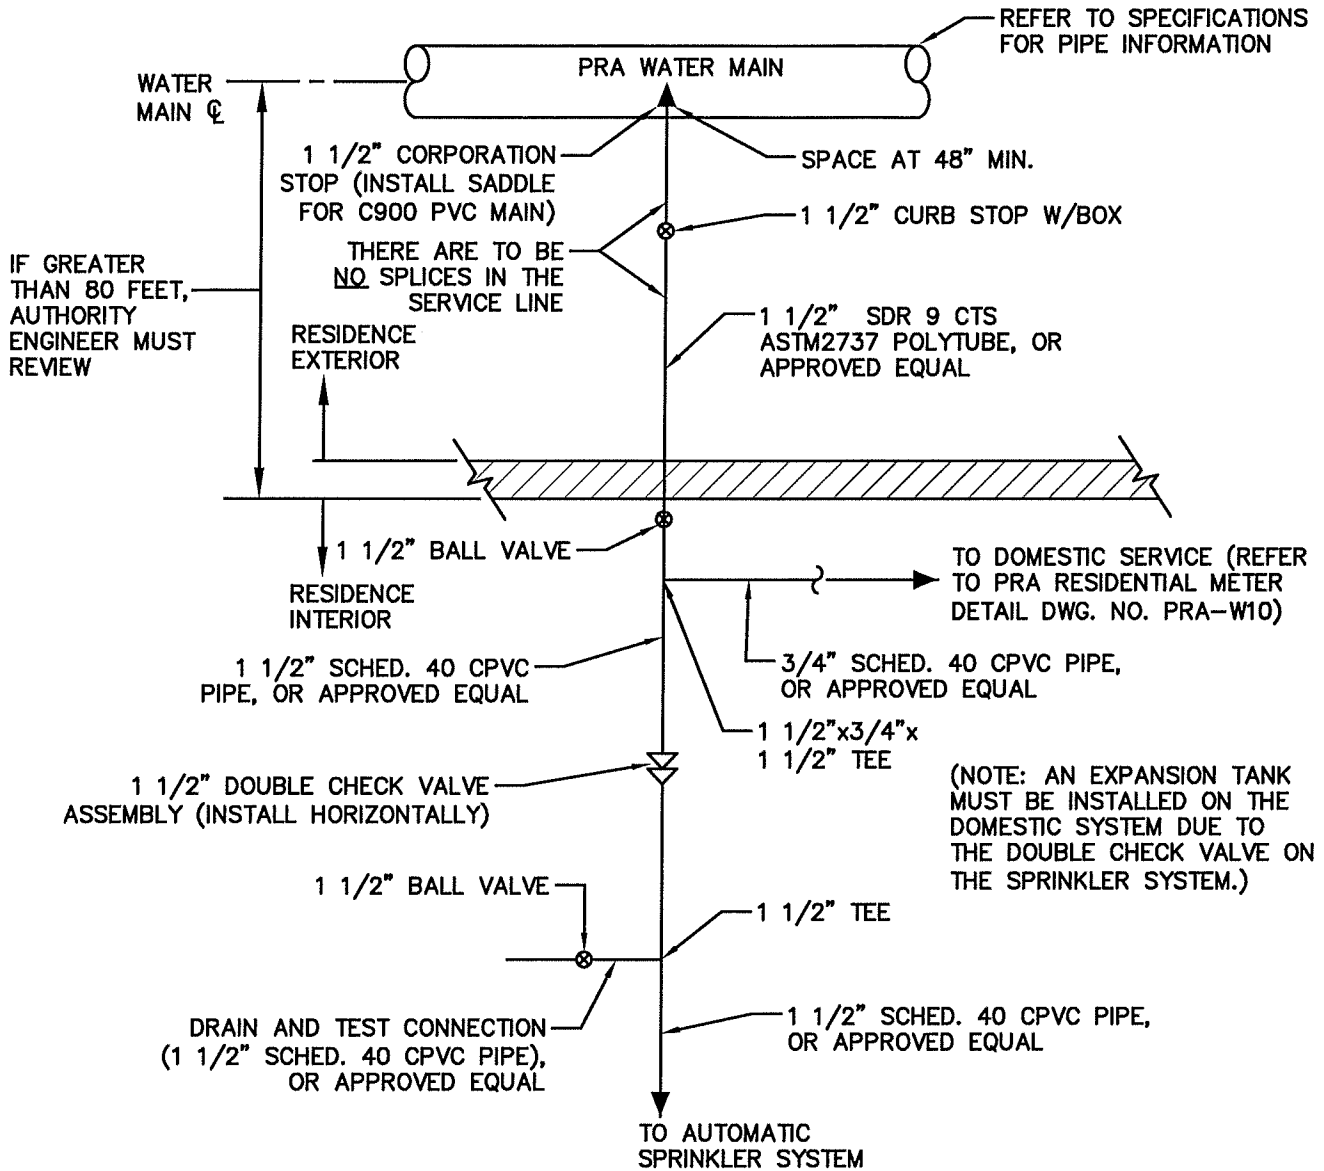 REFER TO SPECIFICATIONS
FOR PIPE INFORMATION
PRA WATER MAIN
WATER
MAIN ℄
1 1/2" CORPORATION
STOP (INSTALL SADDLE
FOR C900 PVC MAIN)
SPACE AT 48" MIN.
1 1/2" CURB STOP W/BOX
THERE ARE TO BE
NO SPLICES IN THE
SERVICE LINE
IF GREATER
THAN 80 FEET,
AUTHORITY
ENGINEER MUST
REVIEW
RESIDENCE
EXTERIOR
1 1/2" SDR 9 CTS
ASTM2737 POLYTUBE, OR
APPROVED EQUAL
1 1/2" BALL VALVE
RESIDENCE
INTERIOR
TO DOMESTIC SERVICE (REFER
TO PRA RESIDENTIAL METER
DETAIL DWG. NO. PRA-W10)
1 1/2" SCHED. 40 CPVC
PIPE, OR APPROVED EQUAL
3/4" SCHED. 40 CPVC PIPE,
OR APPROVED EQUAL
1 1/2"x3/4"x
1 1/2" TEE
1 1/2" DOUBLE CHECK VALVE
ASSEMBLY (INSTALL HORIZONTALLY)
(NOTE: AN EXPANSION TANK
MUST BE INSTALLED ON THE
DOMESTIC SYSTEM DUE TO
THE DOUBLE CHECK VALVE ON
THE SPRINKLER SYSTEM.)
1 1/2" BALL VALVE
1 1/2" TEE
DRAIN AND TEST CONNECTION
(1 1/2" SCHED. 40 CPVC PIPE),
OR APPROVED EQUAL
1 1/2" SCHED. 40 CPVC PIPE,
OR APPROVED EQUAL
TO AUTOMATIC
SPRINKLER SYSTEM